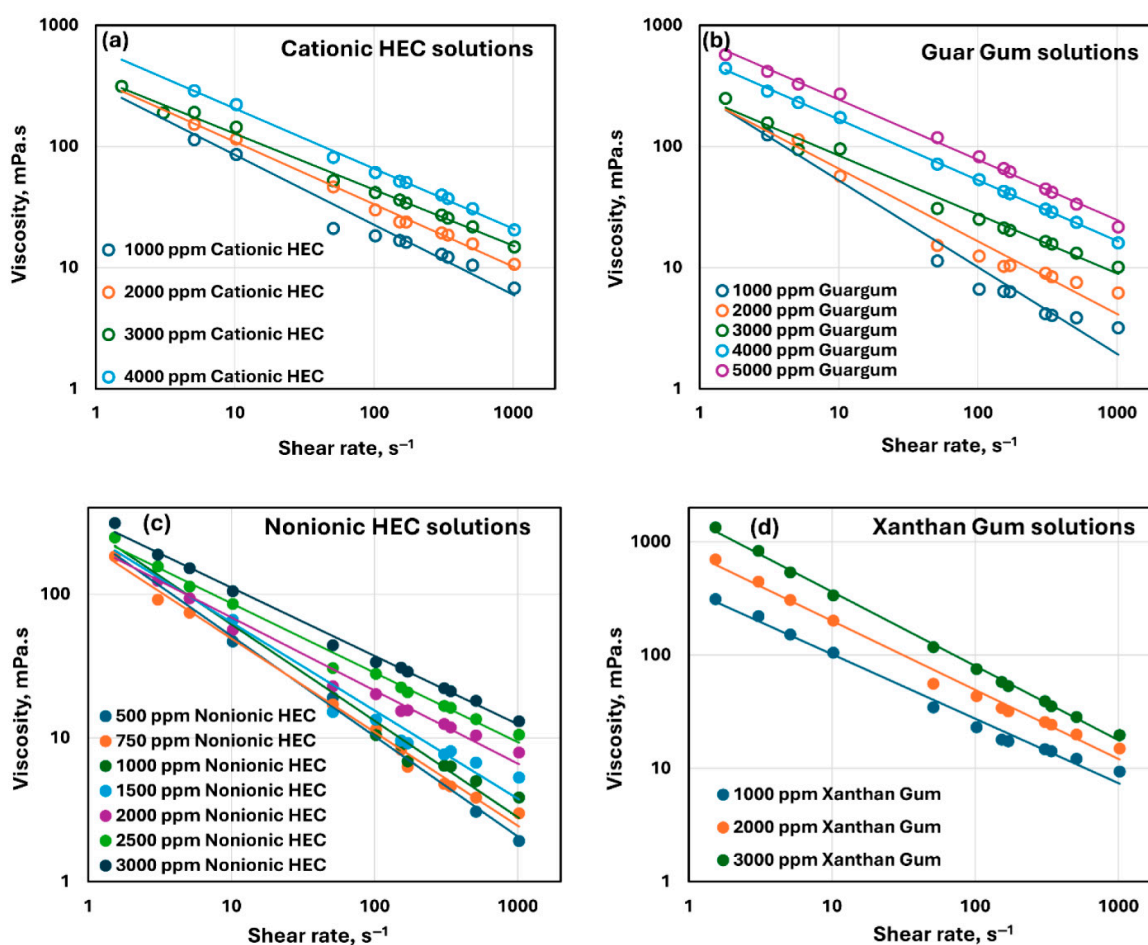 (a)
Cationic HEC solutions
1000
100
10
1
Viscosity, mPa.s
1000 ppm Cationic HEC
2000 ppm Cationic HEC
3000 ppm Cationic HEC
4000 ppm Cationic HEC
1
10
100
1000
Shear rate, s⁻¹
(b)
Guar Gum solutions
1000
100
10
1
Viscosity, mPa.s
1000 ppm Guargum
2000 ppm Guargum
3000 ppm Guargum
4000 ppm Guargum
5000 ppm Guargum
1
10
100
1000
Shear rate, s⁻¹
(c)
Nonionic HEC solutions
100
10
1
Viscosity, mPa.s
500 ppm Nonionic HEC
750 ppm Nonionic HEC
1000 ppm Nonionic HEC
1500 ppm Nonionic HEC
2000 ppm Nonionic HEC
2500 ppm Nonionic HEC
3000 ppm Nonionic HEC
1
10
100
1000
Shear rate, s⁻¹
(d)
Xanthan Gum solutions
1000
100
10
1
Viscosity, mPa.s
1000 ppm Xanthan Gum
2000 ppm Xanthan Gum
3000 ppm Xanthan Gum
1
10
100
1000
Shear rate, s⁻¹